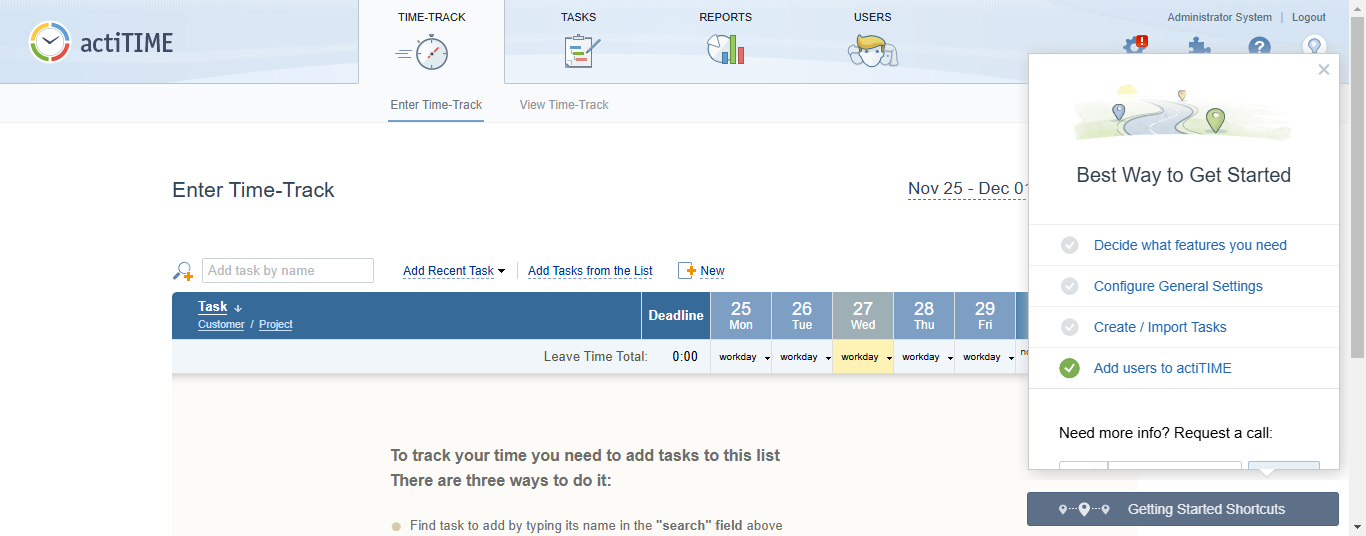 actiTIME
TIME-TRACK
TASKS
REPORTS
USERS
Administrator System
Logout
Enter Time-Track
View Time-Track
Enter Time-Track
Nov 25 - Dec 01
Add task by name
Add Recent Task
Add Tasks from the List
New
Task
Customer / Project
Deadline
25
Mon
26
Tue
27
Wed
28
Thu
29
Fri
Leave Time Total:
0:00
workday
workday
workday
workday
workday
To track your time you need to add tasks to this list
There are three ways to do it:
Find task to add by typing its name in the "search" field above
Best Way to Get Started
Decide what features you need
Configure General Settings
Create / Import Tasks
Add users to actiTIME
Need more info? Request a call:
Getting Started Shortcuts